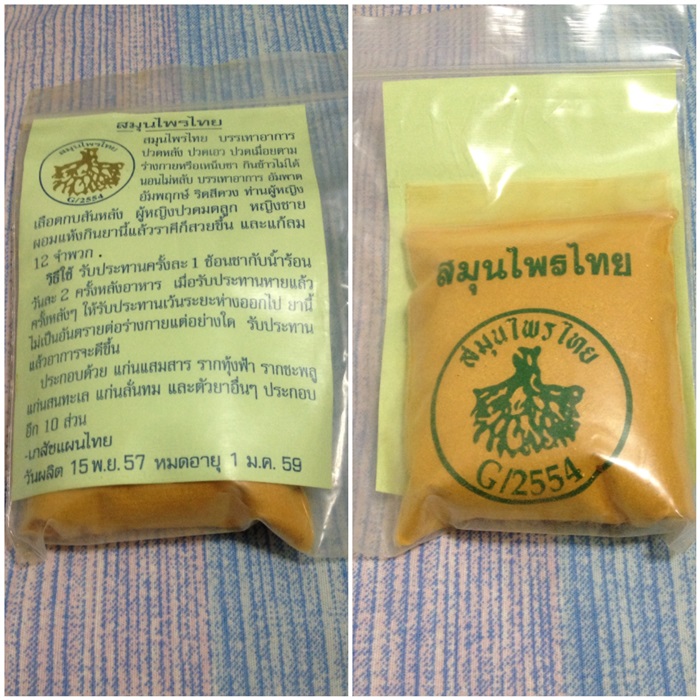 สมุนไพรไทย
สมุนไพรไทย
G/2554
สมุนไพรไทย บรรเทาอาการ
ปวดหลัง ปวดเอว ปวดเมื่อยตาม
ร่างกายหรือเหน็บชา กินข้าวไม่ได้
นอนไม่หลับ บรรเทาอาการ อัมพาต
อัมพฤกษ์ ริดสีดวง ท่านผู้หญิง
เลือดกบสันหลัง ผู้หญิงปวดมดลูก หญิงชาย
ผอมแห้งกินยานี้แล้วราศีก็สวยขึ้น และแก้ลม
12 จำพวก .
วิธีใช้ รับประทานครั้งละ 1 ช้อนชากับน้ำร้อน
วันละ 2 ครั้งหลังอาหาร เมื่อรับประทานหายแล้ว
ครั้งหลังๆ ให้รับประทานเว้นระยะห่างออกไป ยานี้
ไม่เป็นอันตรายต่อร่างกายแต่อย่างใด รับประทาน
แล้วอาการจะดีขึ้น
ประกอบด้วย แก่นแสมสาร รากทุ้งฟ้า รากชะพลู
แก่นสนทะเล แก่นลั่นทม และตัวยาอื่นๆ ประกอบ
อีก 10 ส่วน
-เภสัชแผนไทย
วันผลิต 15 พ.ย. 57 หมดอายุ 1 ม.ค. 59
สมุนไพรไทย
สมุนไพรไทย
G/2554